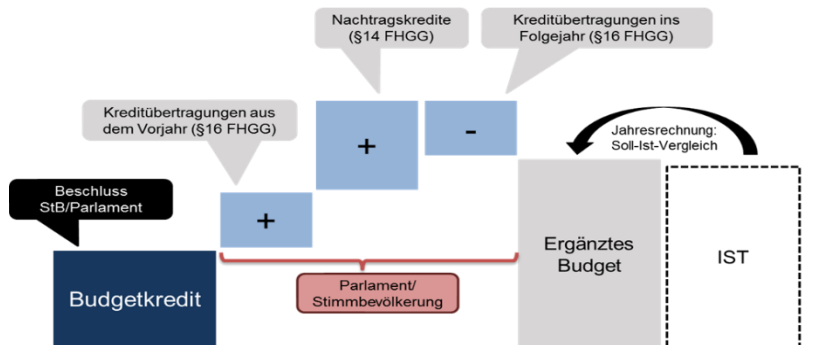 Nachtragskredite
(§14 FHGG)
Kreditübertragungen ins
Folgejahr (§16 FHGG)
Kreditübertragungen aus
dem Vorjahr (§16 FHGG)
+
-
Jahresrechnung:
Soll-Ist-Vergleich
Beschluss
StB/Parlament
+
Budgetkredit
Parlament/
Stimmbevölkerung
Ergänztes
Budget
IST